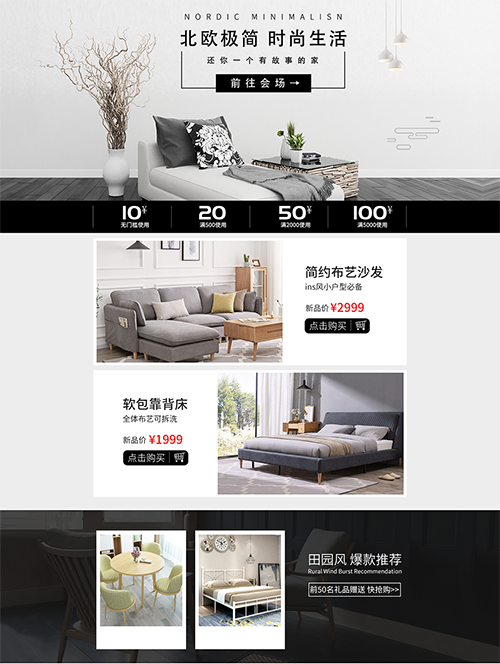 NORDIC MINIMALISN
北欧极简 时尚生活
还你一个有故事的家
前往会场→
10¥ 20 50¥ 100¥
无门槛使用 满500使用 满2000使用 满5000使用
简约布艺沙发
ins风小户型必备
新品价 ¥2999
点击购买
软包靠背床
全体布艺可拆洗
新品价 ¥1999
点击购买
田园风 爆款推荐
Rural Wind Burst Recommendation
前50名礼品赠送 快抢购>>